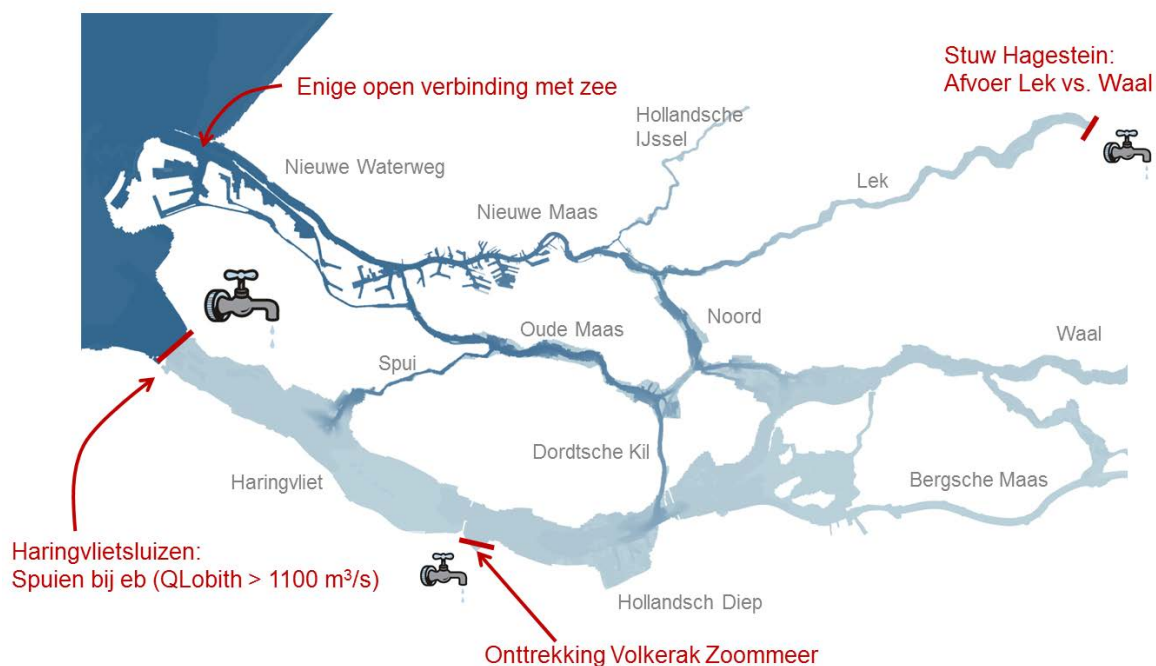 Stuw Hagestein:
Afvoer Lek vs. Waal
Enige open verbinding met zee
Hollandsche
IJssel
Nieuwe Waterweg
Lek
Nieuwe Maas
Noord
Oude Maas
Waal
Spui
Dordtsche Kil
Haringvliet
Bergsche Maas
Haringvlietsluizen:
Spuien bij eb (QLobith > 1100 m³/s)
Hollandsch Diep
Onttrekking Volkerak Zoommeer